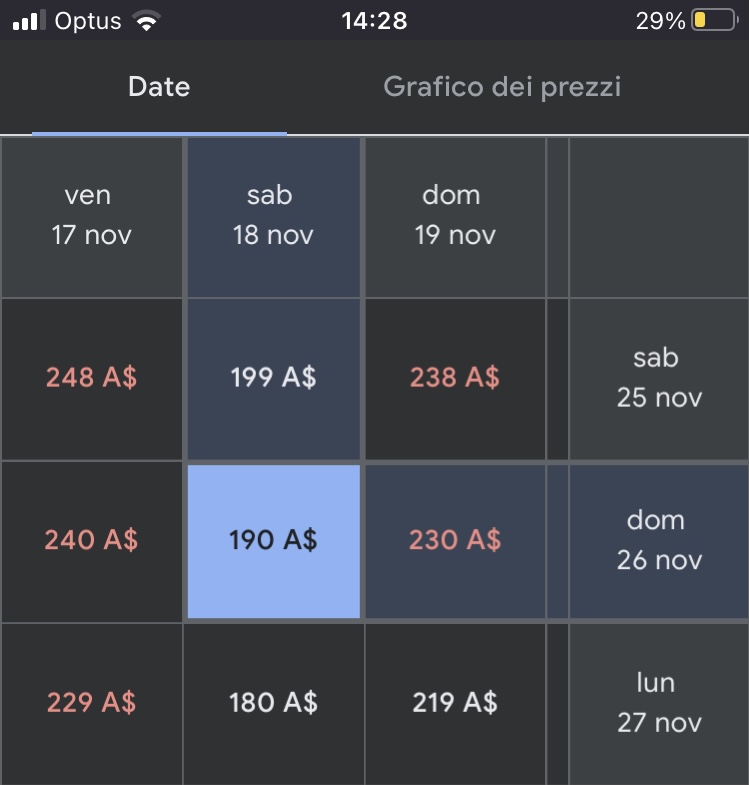 Optus 14:28 29%
Date Grafico dei prezzi
ven sab dom
17 nov 18 nov 19 nov
248 A$ 199 A$ 238 A$ sab
25 nov
240 A$ 190 A$ 230 A$ dom
26 nov
229 A$ 180 A$ 219 A$ lun
27 nov